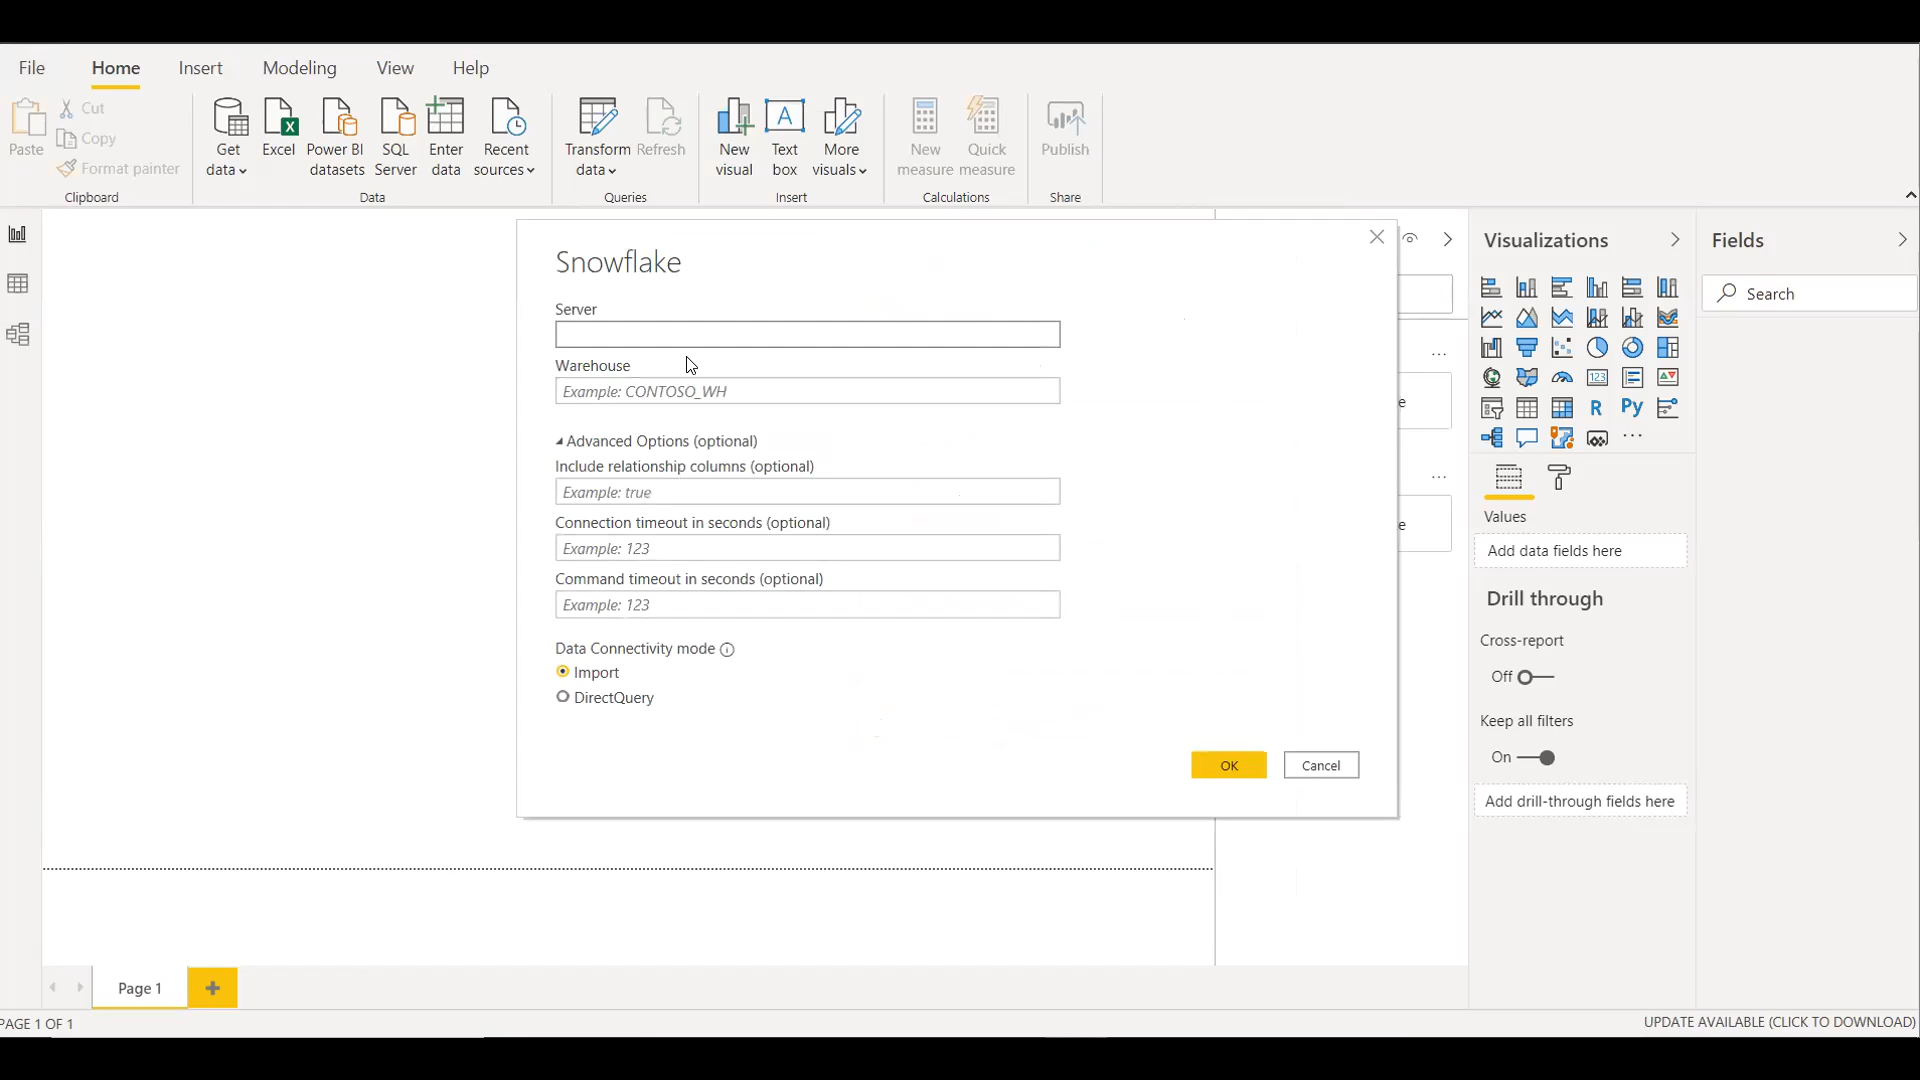 File Home Insert Modeling View Help
Paste
Cut
Copy
Format painter
Clipboard
Get data
Excel
Power BI datasets
SQL Server
Enter data
Recent sources
Data
Transform data
Refresh
Queries
New visual
Text box
More visuals
Insert
New measure
Quick measure
Calculations
Publish
Share
Snowflake
Server
Warehouse
Example: CONTOSO_WH
Advanced Options (optional)
Include relationship columns (optional)
Example: true
Connection timeout in seconds (optional)
Example: 123
Command timeout in seconds (optional)
Example: 123
Data Connectivity mode
Import
DirectQuery
OK
Cancel
Visualizations
123
R
Py
Values
Add data fields here
Drill through
Cross-report
Off
Keep all filters
On
Add drill-through fields here
Fields
Search
Page 1
PAGE 1 OF 1
UPDATE AVAILABLE (CLICK TO DOWNLOAD)